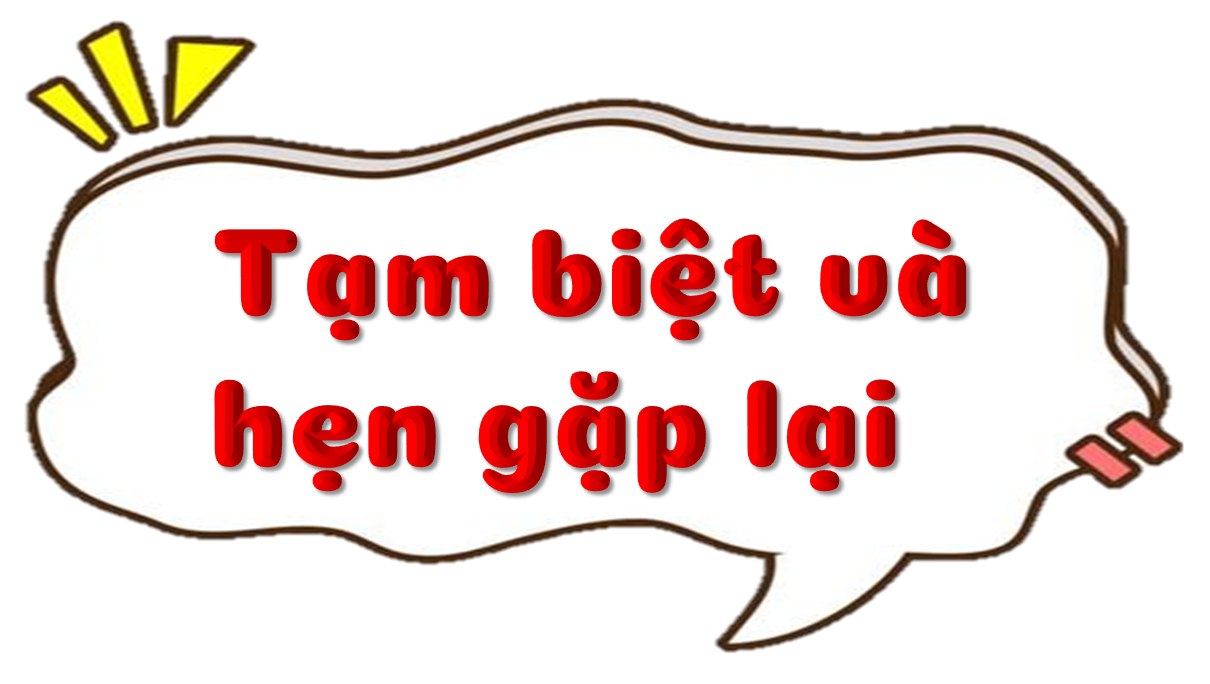 Tạm biệt và
hẹn gặp lại